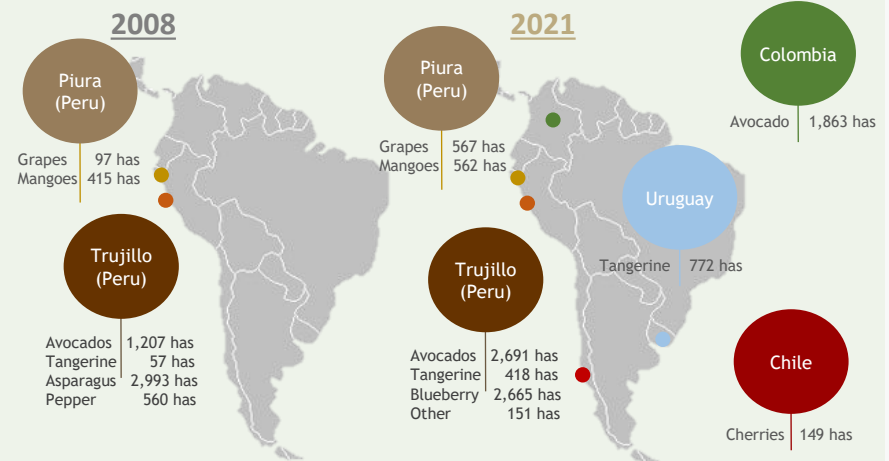 2008
Piura
(Peru)
Grapes 97 has
Mangoes 415 has
Trujillo
(Peru)
Avocados 1,207 has
Tangerine 57 has
Asparagus 2,993 has
Pepper 560 has
2021
Piura
(Peru)
Grapes 567 has
Mangoes 562 has
Trujillo
(Peru)
Avocados 2,691 has
Tangerine 418 has
Blueberry 2,665 has
Other 151 has
Colombia
Avocado 1,863 has
Uruguay
Tangerine 772 has
Chile
Cherries 149 has